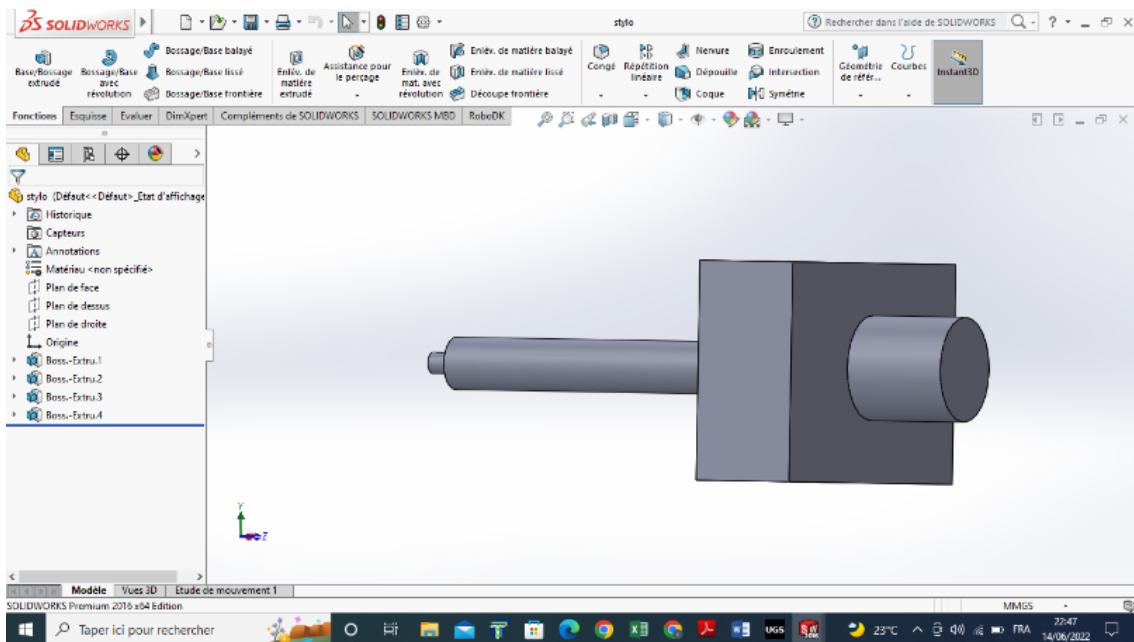 SOLIDWORKS
stylo
Rechercher dans l'aide de SOLIDWORKS
Base/Bossage extrudé
Bossage/Base avec révolution
Bossage/Base balayé
Bossage/Base lissé
Bossage/Base frontière
Enlèv. de matière extrudé
Assistance pour le perçage
Enlèv. de mat. avec révolution
Enlèv. de matière balayé
Enlèv. de matière lissé
Découpe frontière
Congé
Répétition linéaire
Nervure
Dépouille
Coque
Enroulement
Intersection
Symétrie
Géométrie de référ...
Courbes
Instant3D
Fonctions Esquisse Evaluer DimXpert Compléments de SOLIDWORKS SOLIDWORKS MBD RoboDK
stylo (Défaut<<Défaut>_Etat d'affichage
Historique
Capteurs
Annotations
Matériau <non spécifié>
Plan de face
Plan de dessus
Plan de droite
Origine
Boss.-Extru.1
Boss.-Extru.2
Boss.-Extru.3
Boss.-Extru.4
Y
Z
Modèle Vues 3D Etude de mouvement 1
SOLIDWORKS Premium 2016 x64 Edition
MMGS
Taper ici pour rechercher
UGS
23°C
FRA
22:47
14/06/2022